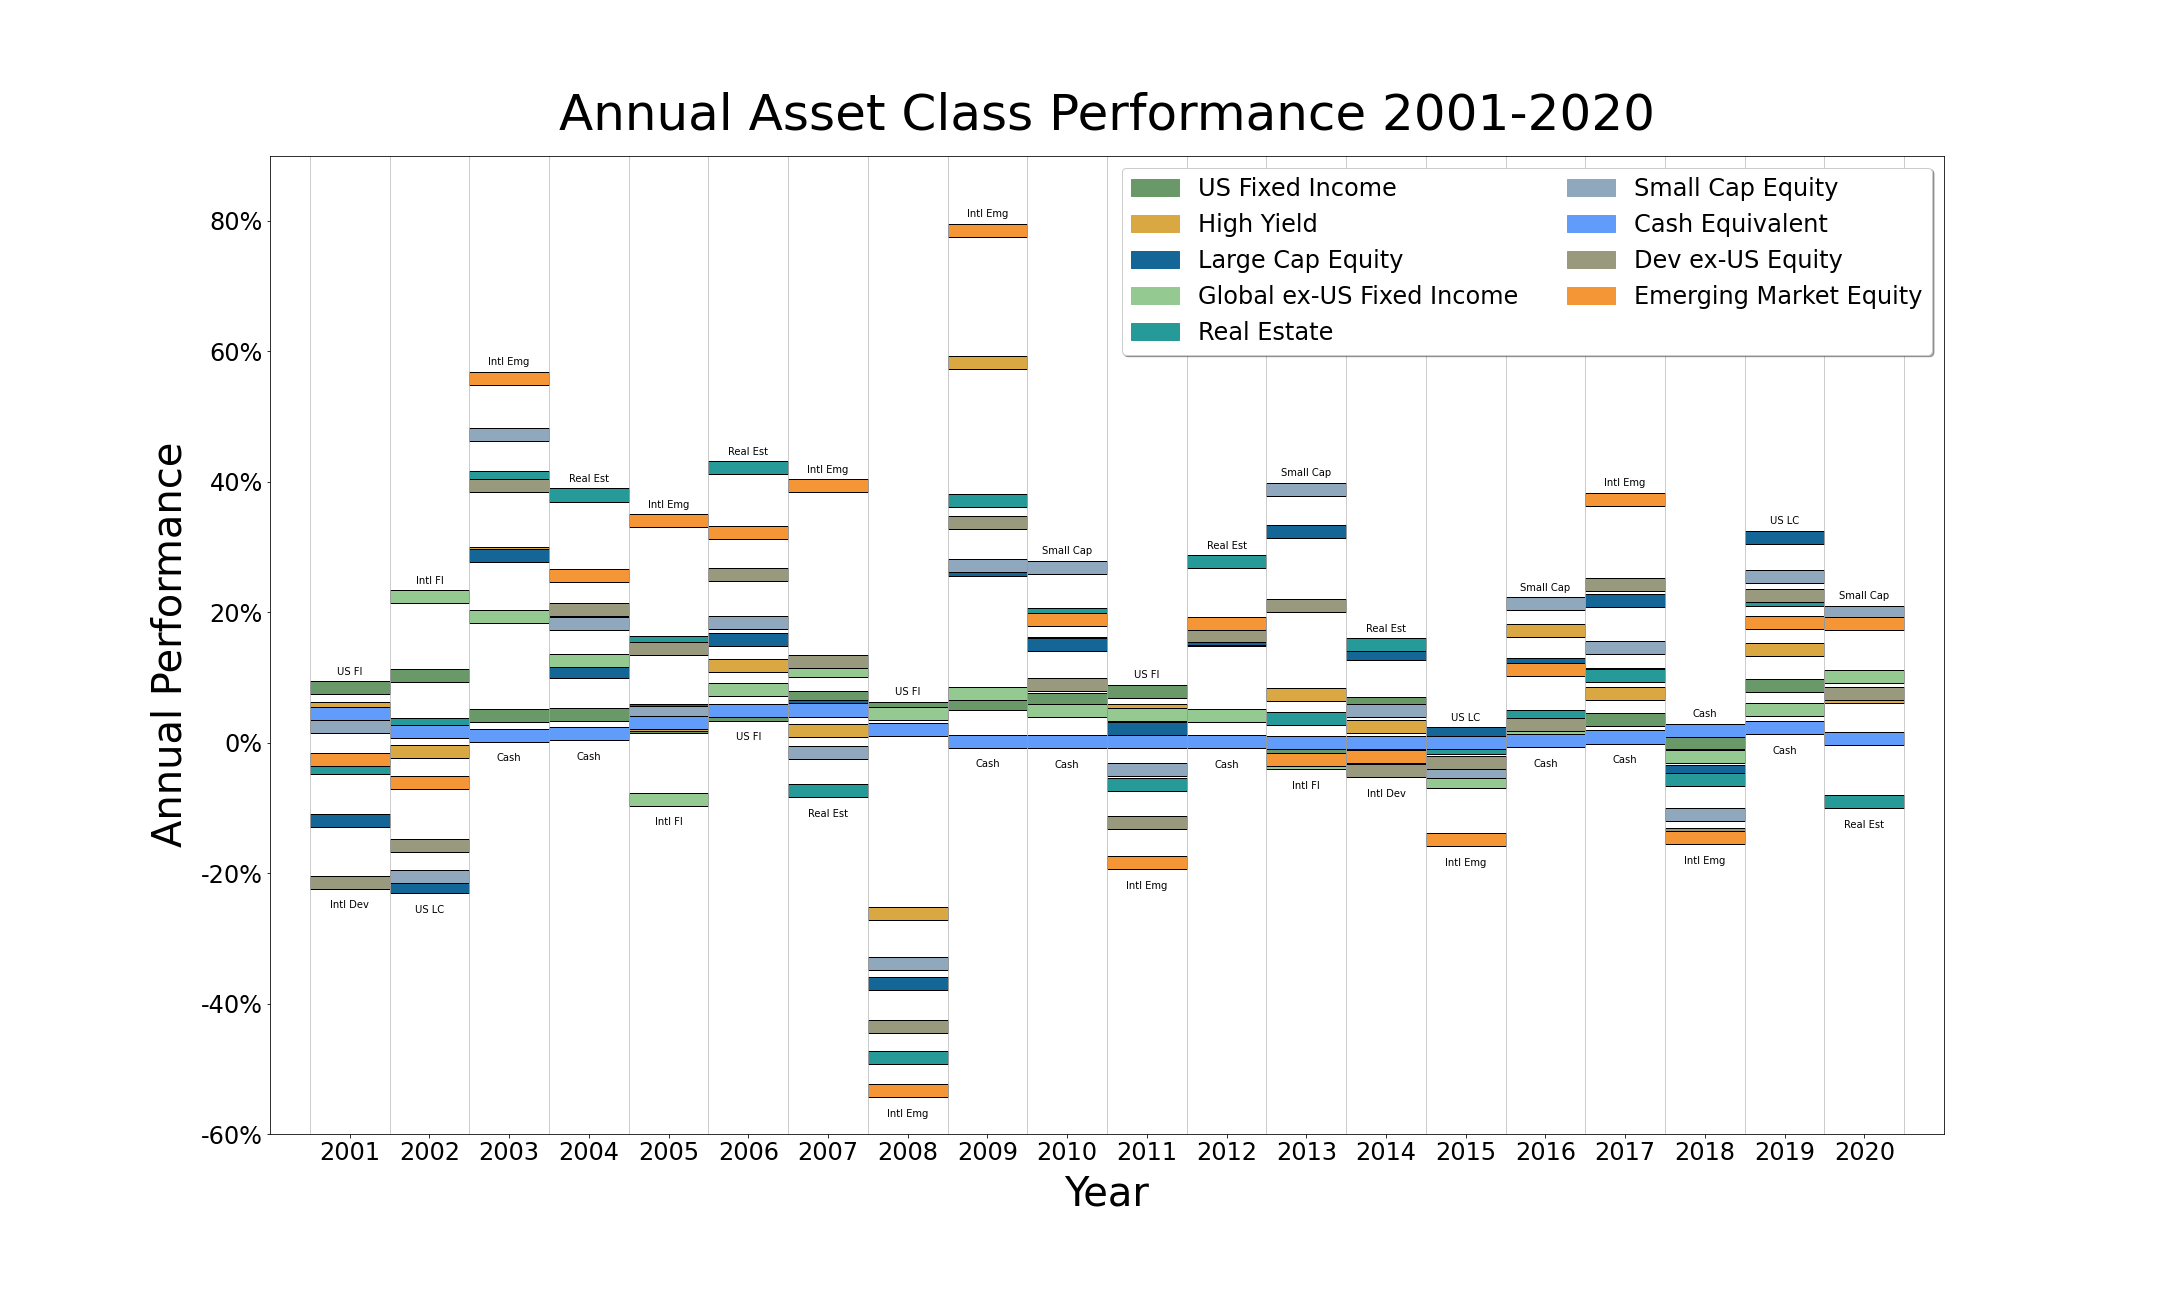 Annual Asset Class Performance 2001-2020
Annual Performance
80%
60%
40%
20%
0%
-20%
-40%
-60%
US Fixed Income
High Yield
Large Cap Equity
Global ex-US Fixed Income
Real Estate
Small Cap Equity
Cash Equivalent
Dev ex-US Equity
Emerging Market Equity
US FI
Intl Dev
Intl FI
US LC
Intl Emg
Cash
Real Est
Cash
Intl Emg
Intl FI
Real Est
US FI
Intl Emg
Real Est
US FI
Intl Emg
Intl Emg
Cash
Small Cap
Cash
US FI
Intl Emg
Real Est
Cash
Small Cap
Intl FI
Real Est
Intl Dev
US LC
Intl Emg
Small Cap
Cash
Intl Emg
Cash
Cash
Intl Emg
US LC
Cash
Small Cap
Real Est
2001 2002 2003 2004 2005 2006 2007 2008 2009 2010 2011 2012 2013 2014 2015 2016 2017 2018 2019 2020
Year